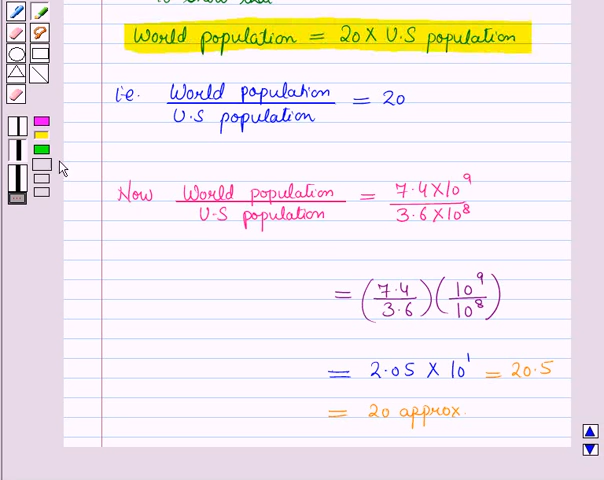 World population = 20 X U.S population
i.e. World population / U.S population = 20
Now World population / U.S population = 7.4 X 10^9 / 3.6 X 10^8
= (7.4 / 3.6) (10^9 / 10^8)
= 2.05 X 10^1 = 20.5
= 20 approx.